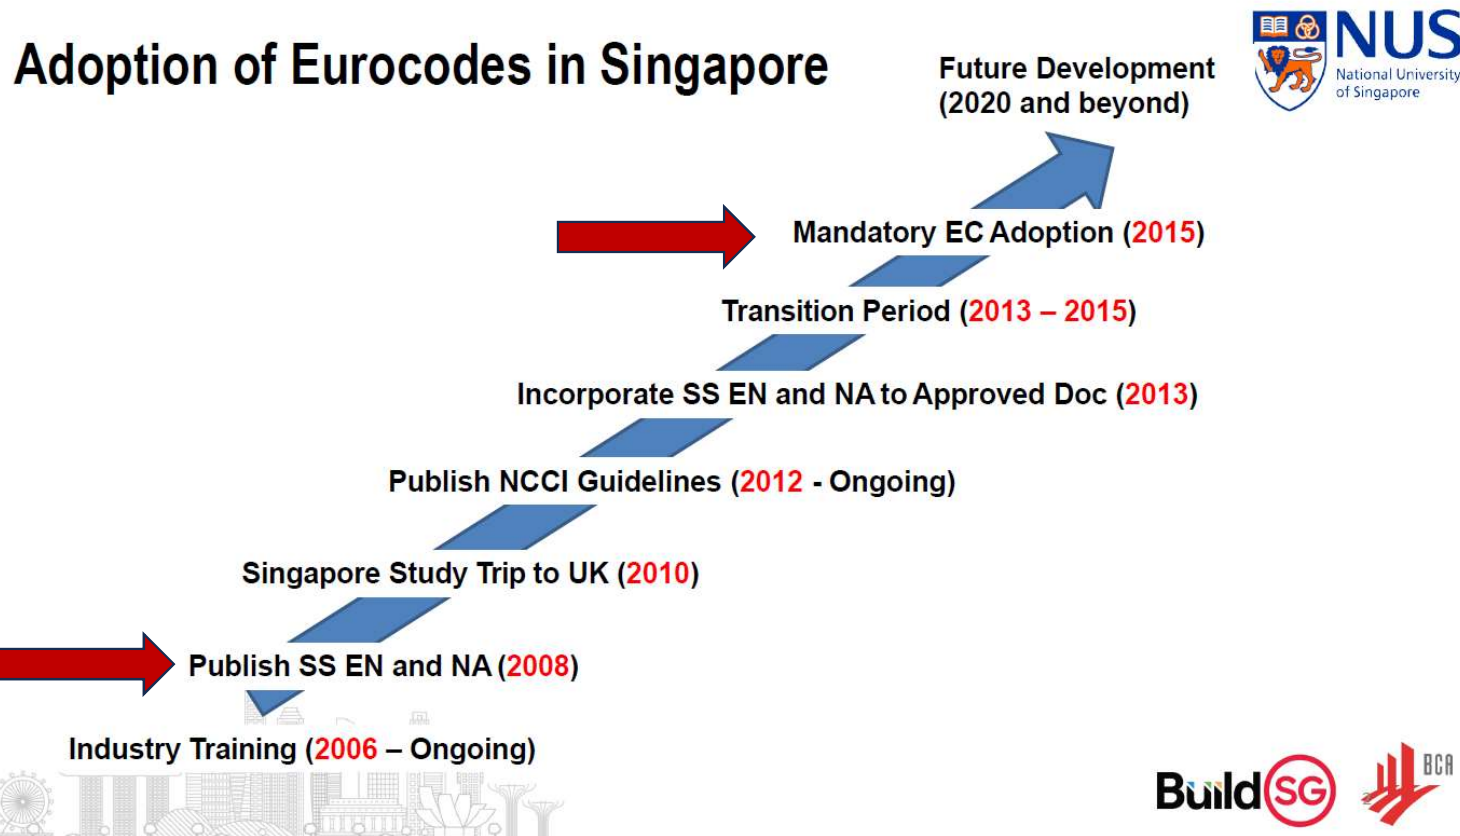 Adoption of Eurocodes in Singapore
NUS
National University
of Singapore
Future Development
(2020 and beyond)
Mandatory EC Adoption (2015)
Transition Period (2013 – 2015)
Incorporate SS EN and NA to Approved Doc (2013)
Publish NCCI Guidelines (2012 - Ongoing)
Singapore Study Trip to UK (2010)
Publish SS EN and NA (2008)
Industry Training (2006 – Ongoing)
Build SG
BCA
2